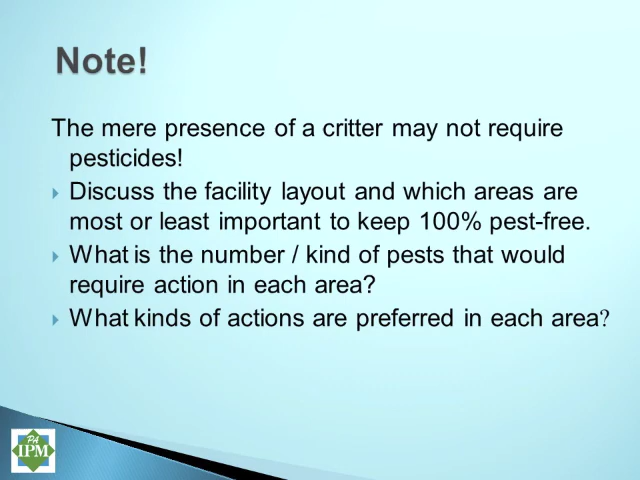 Note!
The mere presence of a critter may not require
pesticides!
Discuss the facility layout and which areas are
most or least important to keep 100% pest-free.
What is the number / kind of pests that would
require action in each area?
What kinds of actions are preferred in each area?
PA
IPM